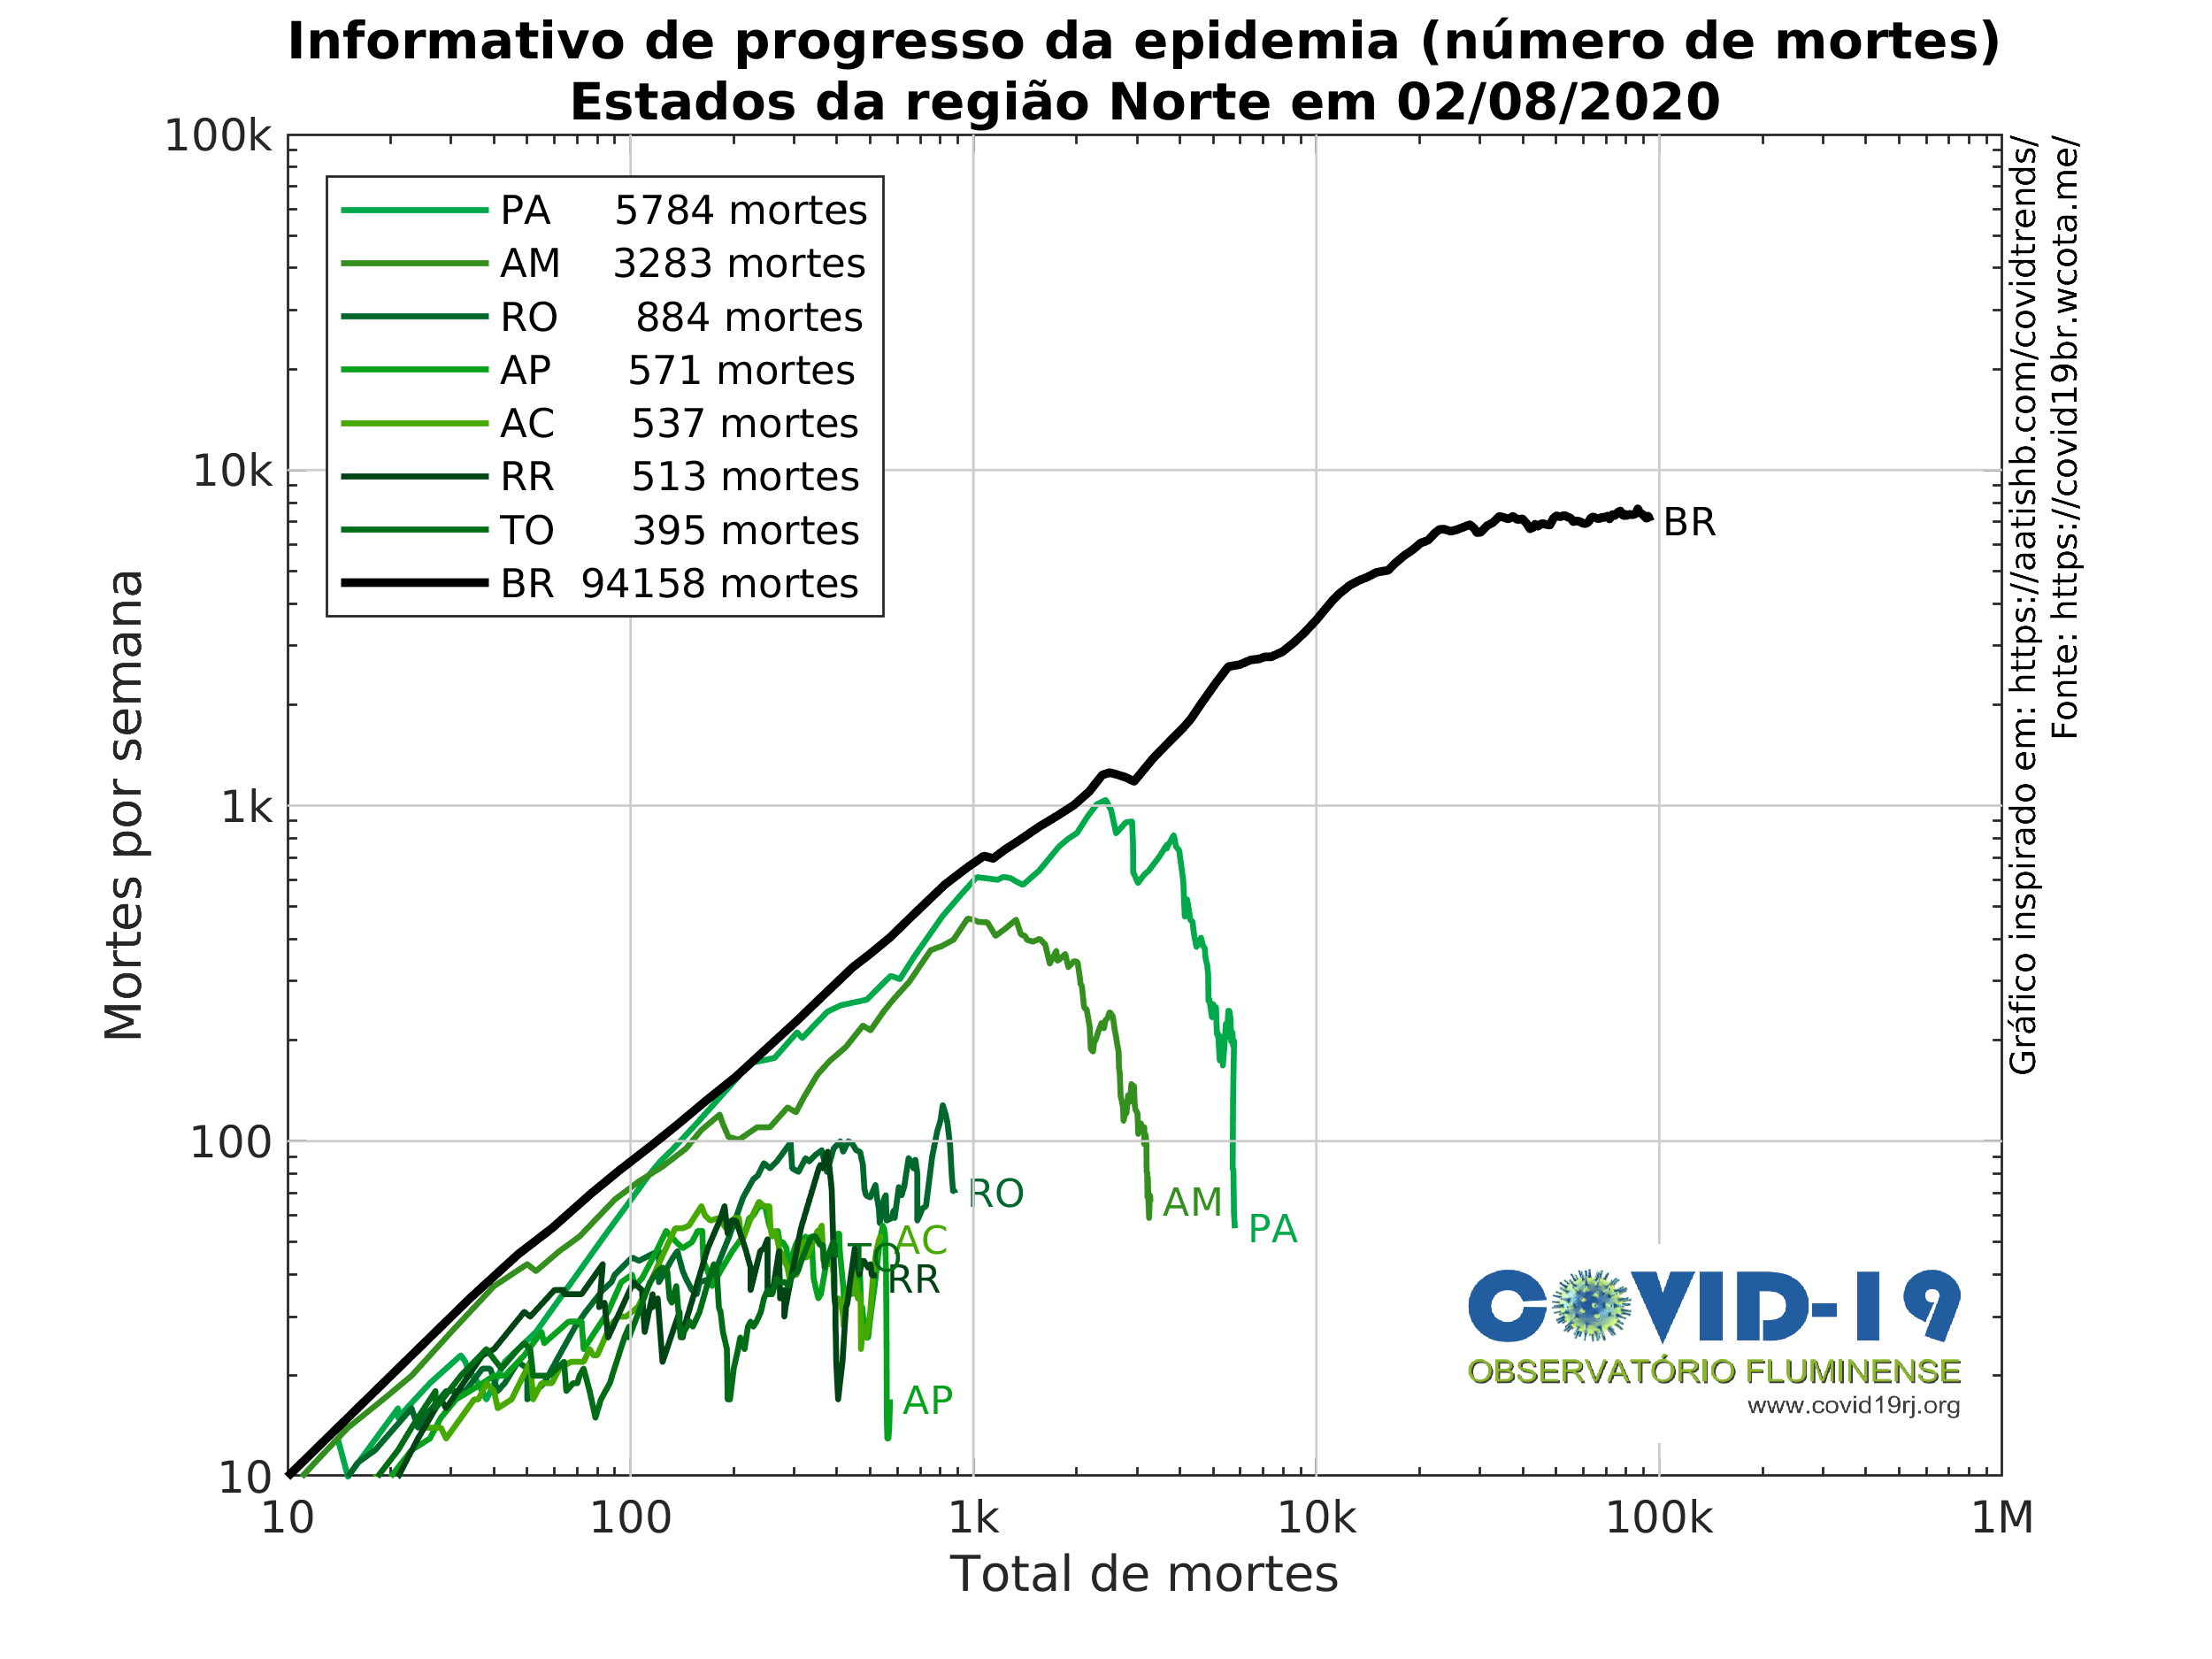 Informativo de progresso da epidemia (número de mortes)
Estados da região Norte em 02/08/2020
100k
10k
1k
100
10
Mortes por semana
PA 5784 mortes
AM 3283 mortes
RO 884 mortes
AP 571 mortes
AC 537 mortes
RR 513 mortes
TO 395 mortes
BR 94158 mortes
BR
RO
AM
PA
AC
TO
RR
AP
Gráfico inspirado em: https://aatishb.com/covidtrends/
Fonte: https://covid19br.wcota.me/
COVID-19
OBSERVATÓRIO FLUMINENSE
www.covid19rj.org
10
100
1k
10k
100k
1M
Total de mortes